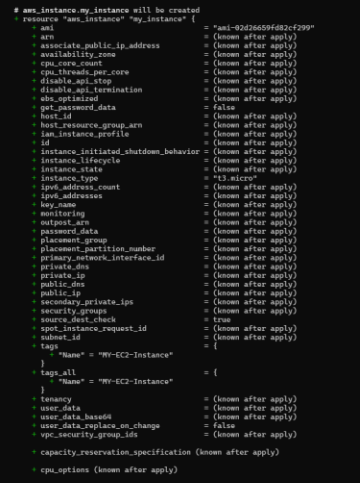 # aws_instance.my_instance will be created
+ resource "aws_instance" "my_instance" {
+ ami = "ami-02d26659fd82cf299"
+ arn = (known after apply)
+ associate_public_ip_address = (known after apply)
+ availability_zone = (known after apply)
+ cpu_core_count = (known after apply)
+ cpu_threads_per_core = (known after apply)
+ disable_api_stop = (known after apply)
+ disable_api_termination = (known after apply)
+ ebs_optimized = (known after apply)
+ get_password_data = false
+ host_id = (known after apply)
+ host_resource_group_arn = (known after apply)
+ iam_instance_profile = (known after apply)
+ id = (known after apply)
+ instance_initiated_shutdown_behavior = (known after apply)
+ instance_lifecycle = (known after apply)
+ instance_state = (known after apply)
+ instance_type = "t3.micro"
+ ipv6_address_count = (known after apply)
+ ipv6_addresses = (known after apply)
+ key_name = (known after apply)
+ monitoring = (known after apply)
+ outpost_arn = (known after apply)
+ password_data = (known after apply)
+ placement_group = (known after apply)
+ placement_partition_number = (known after apply)
+ primary_network_interface_id = (known after apply)
+ private_dns = (known after apply)
+ private_ip = (known after apply)
+ public_dns = (known after apply)
+ public_ip = (known after apply)
+ secondary_private_ips = (known after apply)
+ security_groups = (known after apply)
+ source_dest_check = true
+ spot_instance_request_id = (known after apply)
+ subnet_id = (known after apply)
+ tags = {
+ "Name" = "MY-EC2-Instance"
}
+ tags_all = {
+ "Name" = "MY-EC2-Instance"
}
+ tenancy = (known after apply)
+ user_data = (known after apply)
+ user_data_base64 = (known after apply)
+ user_data_replace_on_change = false
+ vpc_security_group_ids = (known after apply)
+ capacity_reservation_specification (known after apply)
+ cpu_options (known after apply)